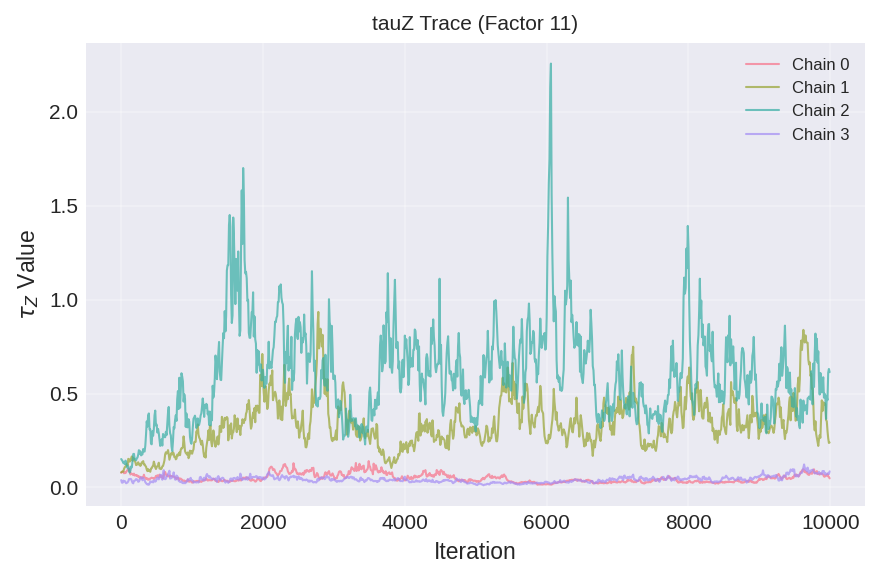 tauZ Trace (Factor 11)
Chain 0
Chain 1
Chain 2
Chain 3
τZ Value
2.0
1.5
1.0
0.5
0.0
0 2000 4000 6000 8000 10000
Iteration